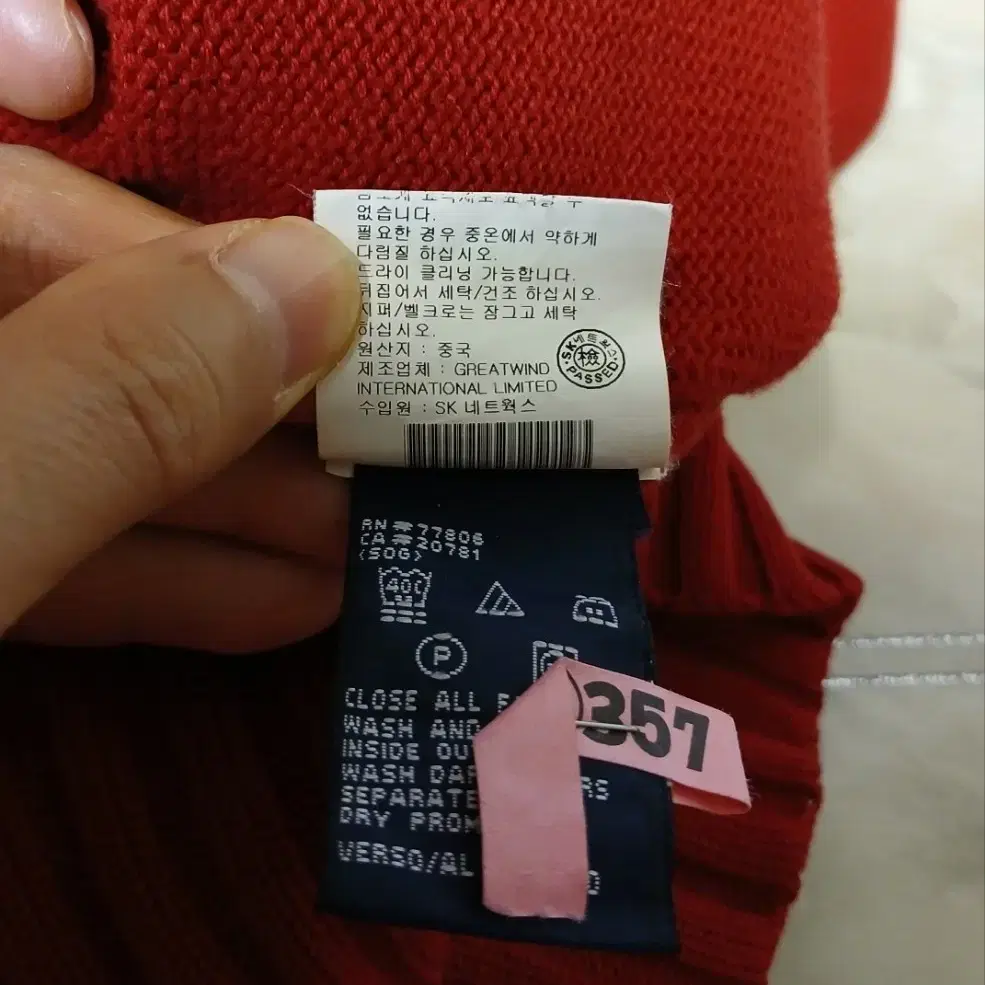 없습니다.
필요한 경우 중온에서 약하게
다림질 하십시오.
드라이 클리닝 가능합니다.
뒤집어서 세탁/건조 하십시오.
지퍼/벨크로는 잠그고 세탁
하십시오.
원산지 : 중국
제조업체 : GREATWIND
INTERNATIONAL LIMITED
수입원 : SK 네트웍스
SK네트웍스
檢
PASSED
RN#77806
CA#20781
(SOG)
40C
P
CLOSE ALL
WASH AND
INSIDE
WASH
SEPARATE
DRY
VERSO/AL
357